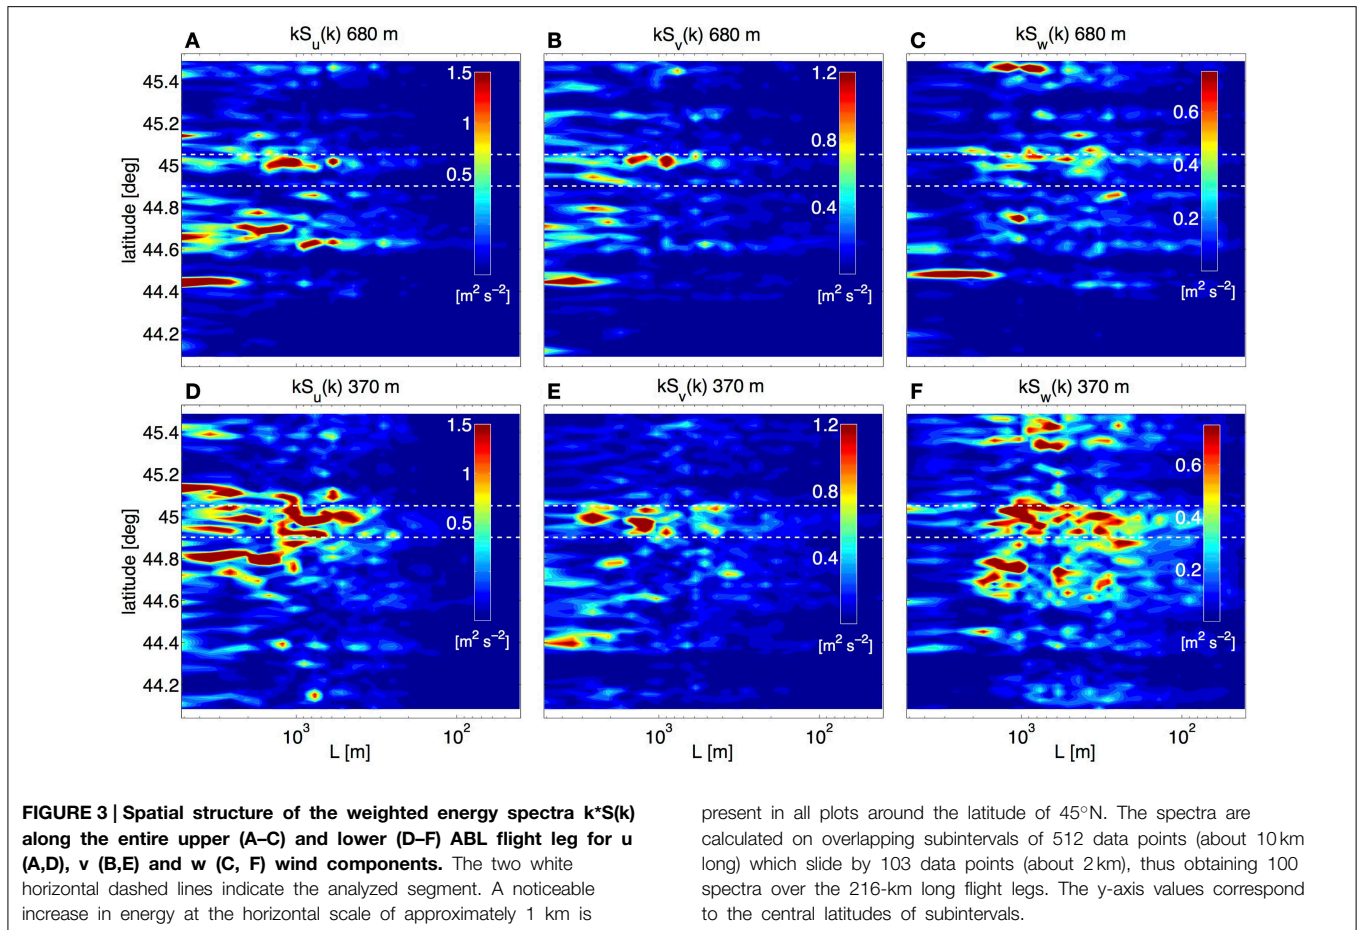 A kSu(k) 680 m
B kSv(k) 680 m
C kSw(k) 680 m
latitude [deg]
45.4
45.2
45
44.8
44.6
44.4
44.2
1.5
1
0.5
[m² s⁻²]
1.2
0.8
0.4
[m² s⁻²]
0.6
0.4
0.2
[m² s⁻²]
D kSu(k) 370 m
E kSv(k) 370 m
F kSw(k) 370 m
latitude [deg]
45.4
45.2
45
44.8
44.6
44.4
44.2
1.5
1
0.5
[m² s⁻²]
1.2
0.8
0.4
[m² s⁻²]
0.6
0.4
0.2
[m² s⁻²]
10³ 10²
L [m]
10³ 10²
L [m]
10³ 10²
L [m]
FIGURE 3 | Spatial structure of the weighted energy spectra k*S(k)
along the entire upper (A–C) and lower (D–F) ABL flight leg for u
(A,D), v (B,E) and w (C, F) wind components. The two white
horizontal dashed lines indicate the analyzed segment. A noticeable
increase in energy at the horizontal scale of approximately 1 km is
present in all plots around the latitude of 45°N. The spectra are
calculated on overlapping subintervals of 512 data points (about 10 km
long) which slide by 103 data points (about 2 km), thus obtaining 100
spectra over the 216-km long flight legs. The y-axis values correspond
to the central latitudes of subintervals.